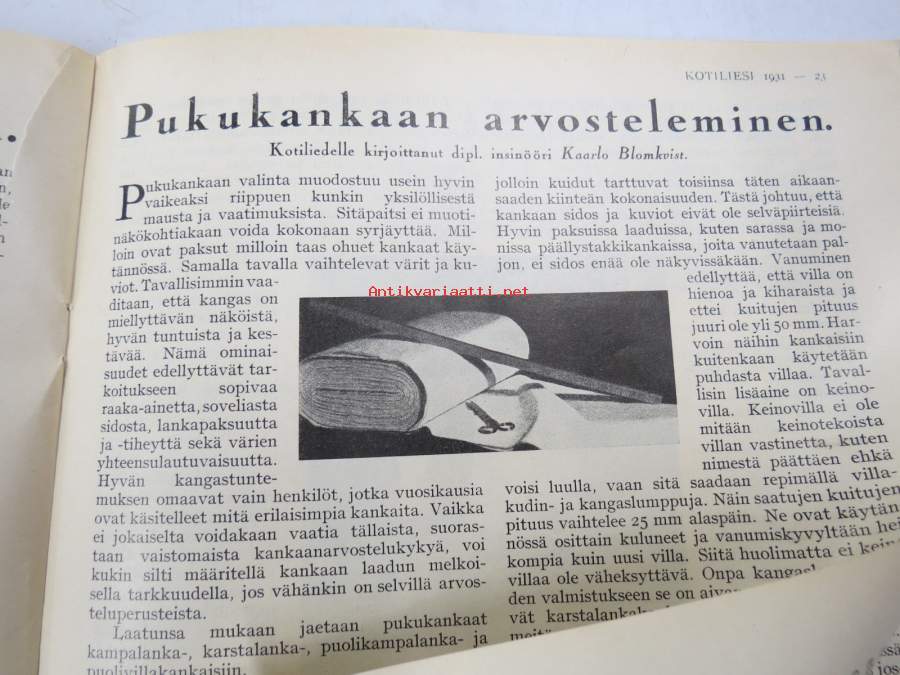 KOTILIESI 1931 — 23
Pukukankaan arvosteleminen.
Kotiliedelle kirjoittanut dipl. insinööri Kaarlo Blomkvist.
Pukukankaan valinta muodostuu usein hyvin
vaikeaksi riippuen kunkin yksilöllisestä
mausta ja vaatimuksista. Sitäpaitsi ei muoti-
näkökohtiakaan voida kokonaan syrjäyttää. Mil-
loin ovat paksut milloin taas ohuet kankaat käy-
tännössä. Samalla tavalla vaihtelevat värit ja ku-
viot. Tavallisimmin vaa-
ditaan, että kangas on
miellyttävän näköistä,
hyvän tuntuista ja kes-
tävää. Nämä ominai-
suudet edellyttävät tar-
koitukseen sopivaa
raaka-ainetta, soveliasta
sidosta, lankapaksuutta
ja -tiheyttä sekä värien
yhteensulautuvaisuutta.
Hyvän kangastunte-
muksen omaavat vain henkilöt, jotka vuosikausia
ovat käsitelleet mitä erilaisimpia kankaita. Vaikka
ei jokaiselta voidakaan vaatia tällaista, suoras-
taan vaistomaista kankaanarvostelukykyä, voi
kukin silti määritellä kankaan laadun melkoi-
sella tarkkuudella, jos vähänkin on selvillä arvos-
teluperusteista.
Laatunsa mukaan jaetaan pukukankaat
kampalanka-, karstalanka-, puolikampalanka- ja
puolivillakankaisiin.
jolloin kuidut tarttuvat toisiinsa täten aikaan-
saaden kiinteän kokonaisuuden. Tästä johtuu, että
kankaan sidos ja kuviot eivät ole selväpiirteisiä.
Hyvin paksuissa laaduissa, kuten sarassa ja mo-
nissa päällystakkikankaissa, joita vanutetaan pal-
jon, ei sidos enää ole näkyvissäkään. Vanuminen
edellyttää, että villa on
hienoa ja kiharaista ja
ettei kuitujen pituus
juuri ole yli 50 mm. Har-
voin näihin kankaisiin
kuitenkaan käytetään
puhdasta villaa. Taval-
lisin lisäaine on keino-
villa. Keinovilla ei ole
mitään keinotekoista
villan vastinetta, kuten
nimestä päättäen ehkä
voisi luulla, vaan sitä saadaan repimällä villa-
kudin- ja kangaslumppuja. Näin saatujen kuitujen
pituus vaihtelee 25 mm alaspäin. Ne ovat käytän-
nössä osittain kuluneet ja vanumiskyvyltään hei-
kompia kuin uusi villa. Siitä huolimatta ei keino-
villaa ole väheksyttävä. Onpa
den valmistukseen se on
vät
Antikvariaatti.net